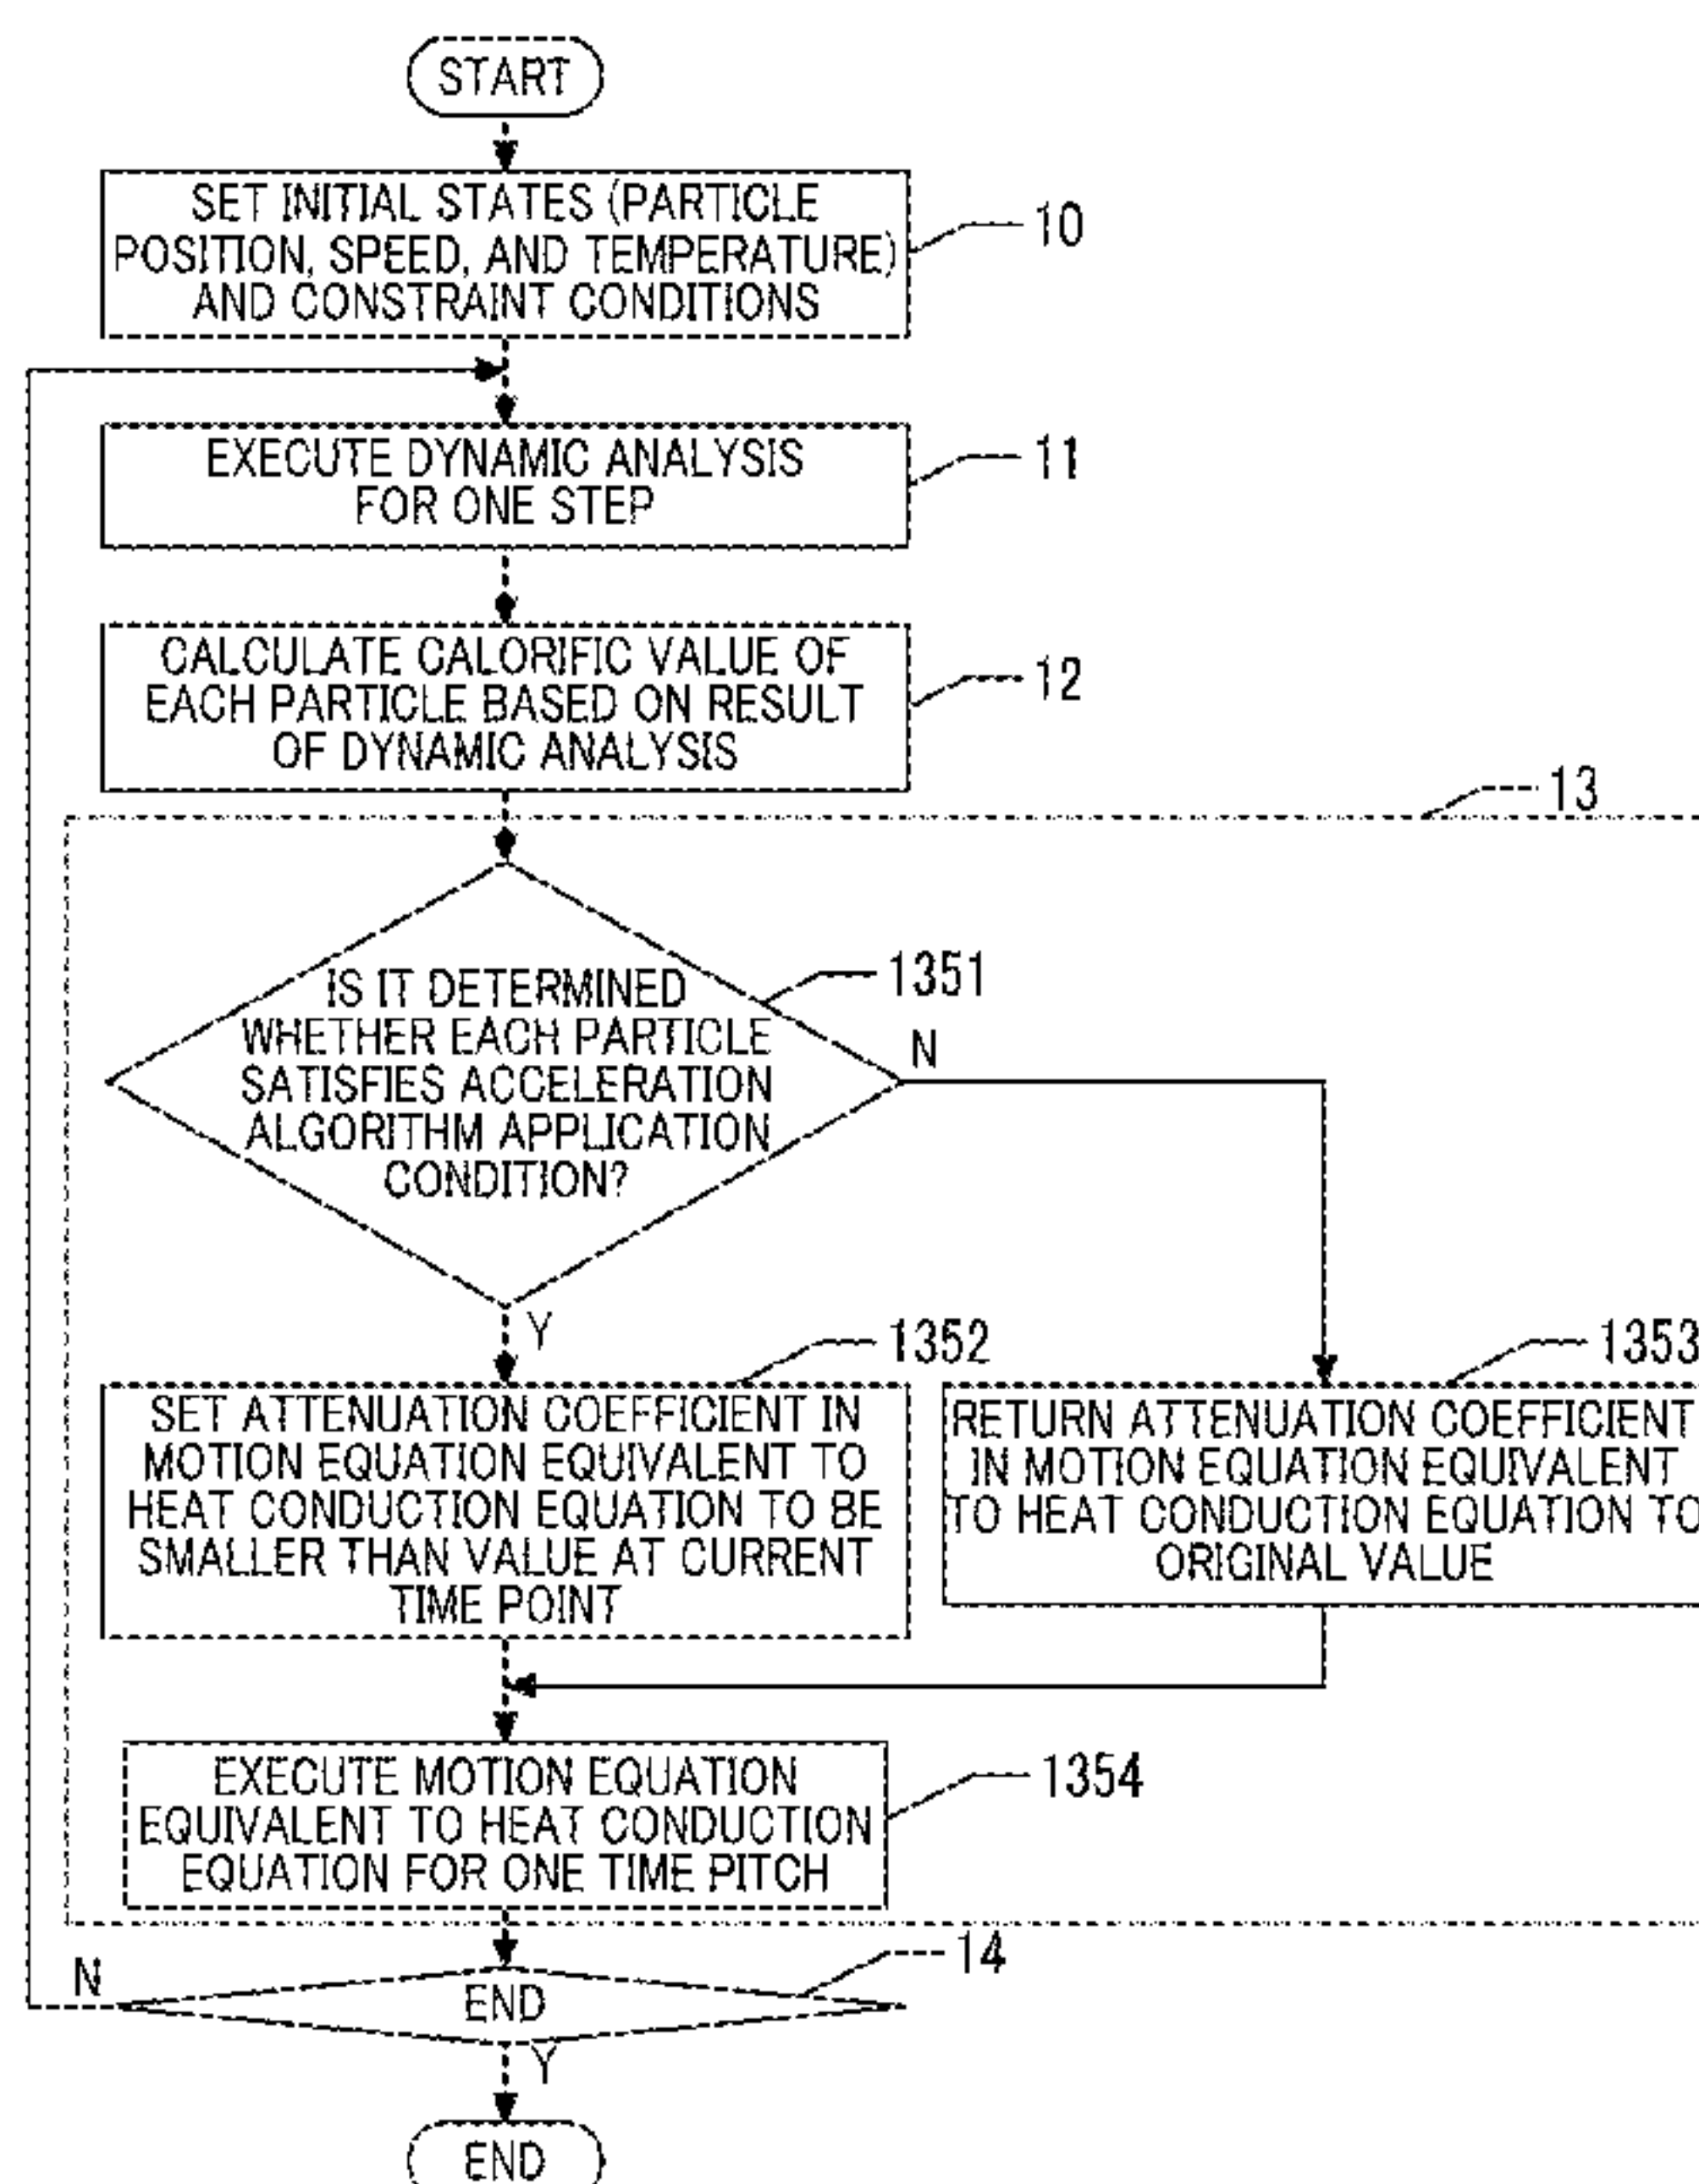 START
SET INITIAL STATES (PARTICLE
POSITION, SPEED, AND TEMPERATURE)
AND CONSTRAINT CONDITIONS
10
EXECUTE DYNAMIC ANALYSIS
FOR ONE STEP
11
CALCULATE CALORIFIC VALUE OF
EACH PARTICLE BASED ON RESULT
OF DYNAMIC ANALYSIS
12
13
IS IT DETERMINED
WHETHER EACH PARTICLE
SATISFIES ACCELERATION
ALGORITHM APPLICATION
CONDITION?
1351
N
Y
1352
SET ATTENUATION COEFFICIENT IN
MOTION EQUATION EQUIVALENT TO
HEAT CONDUCTION EQUATION TO BE
SMALLER THAN VALUE AT CURRENT
TIME POINT
1353
RETURN ATTENUATION COEFFICIENT
IN MOTION EQUATION EQUIVALENT
TO HEAT CONDUCTION EQUATION TO
ORIGINAL VALUE
EXECUTE MOTION EQUATION
EQUIVALENT TO HEAT CONDUCTION
EQUATION FOR ONE TIME PITCH
1354
14
N
END
Y
END